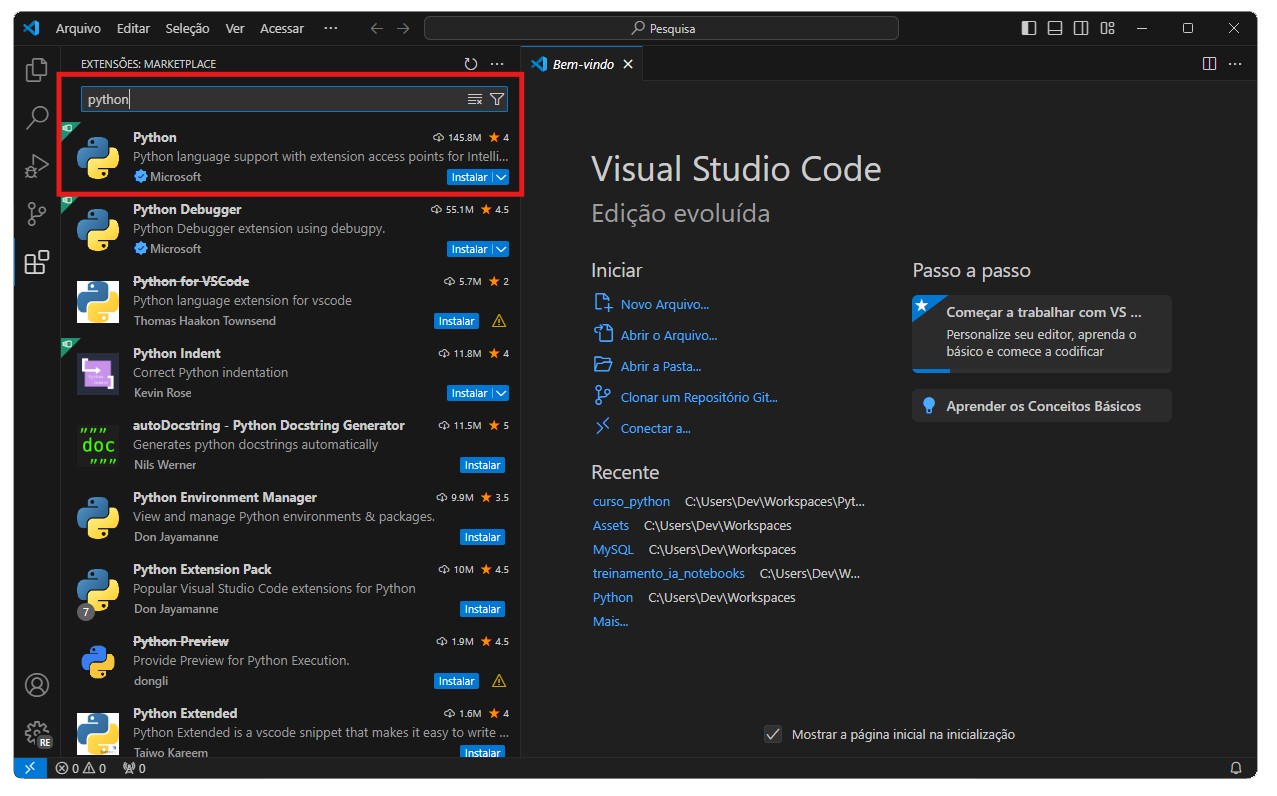 Arquivo Editar Seleção Ver Acessar ···
Pesquisa
EXTENSÕES: MARKETPLACE
Bem-vindo
python
Python 145.8M 4
Python language support with extension access points for Intelli...
Microsoft Instalar
Python Debugger 55.1M 4.5
Python Debugger extension using debugpy.
Microsoft Instalar
Python for VSCode 5.7M 2
Python language extension for vscode
Thomas Haakon Townsend Instalar
Python Indent 11.8M 4
Correct Python indentation
Kevin Rose Instalar
""" doc """
autoDocstring - Python Docstring Generator 11.5M 5
Generates python docstrings automatically
Nils Werner Instalar
Python Environment Manager 9.9M 3.5
View and manage Python environments & packages.
Don Jayamanne Instalar
Python Extension Pack 10M 4.5
Popular Visual Studio Code extensions for Python
7
Don Jayamanne Instalar
Python Preview 1.9M 4.5
Provide Preview for Python Execution.
dongli Instalar
Python Extended 1.6M 4
Python Extended is a vscode snippet that makes it easy to write ...
Taiwo Kareem Instalar
RE
Visual Studio Code
Edição evoluída
Iniciar
Novo Arquivo...
Abrir o Arquivo...
Abrir a Pasta...
Clonar um Repositório Git...
Conectar a...
Recente
curso_python C:\Users\Dev\Workspaces\Pyt...
Assets C:\Users\Dev\Workspaces
MySQL C:\Users\Dev\Workspaces
treinamento_ia_notebooks C:\Users\Dev\W...
Python C:\Users\Dev\Workspaces
Mais...
Passo a passo
Começar a trabalhar com VS ...
Personalize seu editor, aprenda o
básico e comece a codificar
Aprender os Conceitos Básicos
Mostrar a página inicial na inicialização
0 0 0